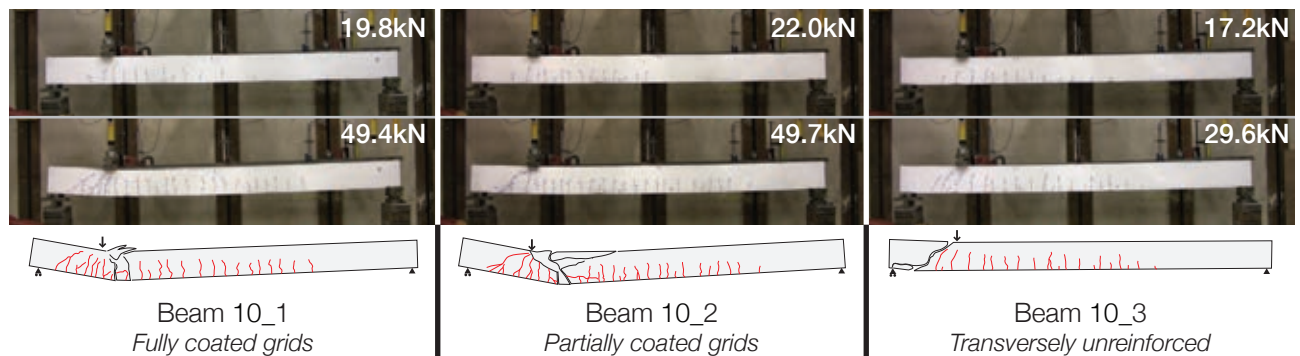 19.8kN
22.0kN
17.2kN
49.4kN
49.7kN
29.6kN
Beam 10_1
Fully coated grids
Beam 10_2
Partially coated grids
Beam 10_3
Transversely unreinforced